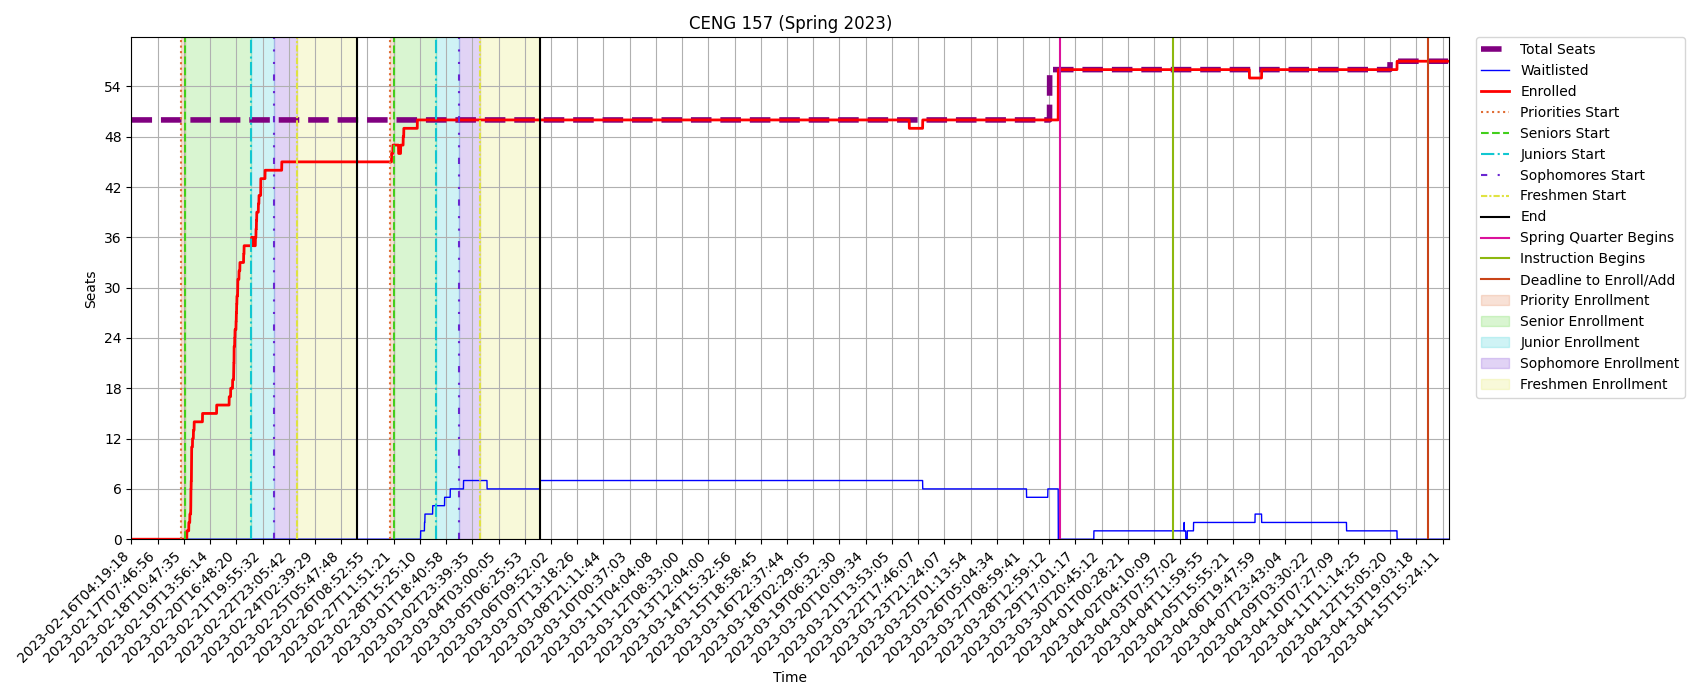 CENG 157 (Spring 2023)
Seats
54
48
42
36
30
24
18
12
6
0
2023-02-16T04:19:18
2023-02-17T07:46:56
2023-02-18T10:47:35
2023-02-19T13:56:14
2023-02-20T16:48:20
2023-02-21T19:55:32
2023-02-22T23:05:42
2023-02-24T02:39:29
2023-02-25T05:47:48
2023-02-26T08:52:55
2023-02-27T11:51:21
2023-02-28T15:25:10
2023-03-01T18:40:58
2023-03-02T23:39:35
2023-03-04T03:00:05
2023-03-05T06:25:53
2023-03-06T09:52:02
2023-03-07T13:18:26
2023-03-08T21:11:44
2023-03-10T00:37:03
2023-03-11T04:04:08
2023-03-12T08:33:00
2023-03-13T12:04:00
2023-03-14T15:32:56
2023-03-15T18:58:45
2023-03-16T22:37:44
2023-03-18T02:29:05
2023-03-19T06:32:30
2023-03-20T10:09:34
2023-03-21T13:53:05
2023-03-22T17:46:07
2023-03-23T21:24:07
2023-03-25T01:13:54
2023-03-26T05:04:34
2023-03-27T08:59:41
2023-03-28T12:59:12
2023-03-29T17:01:17
2023-03-30T20:45:12
2023-04-01T00:28:21
2023-04-02T04:10:09
2023-04-03T07:57:02
2023-04-04T11:59:55
2023-04-05T15:55:21
2023-04-06T19:47:59
2023-04-07T23:43:04
2023-04-09T03:30:22
2023-04-10T07:27:09
2023-04-11T11:14:25
2023-04-12T15:05:20
2023-04-13T19:03:18
2023-04-15T15:24:11
Time
Total Seats
Waitlisted
Enrolled
Priorities Start
Seniors Start
Juniors Start
Sophomores Start
Freshmen Start
End
Spring Quarter Begins
Instruction Begins
Deadline to Enroll/Add
Priority Enrollment
Senior Enrollment
Junior Enrollment
Sophomore Enrollment
Freshmen Enrollment